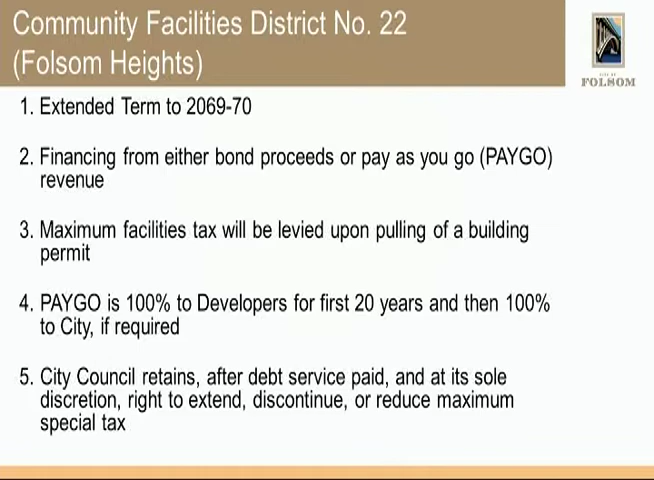 Community Facilities District No. 22
(Folsom Heights)
CITY OF
FOLSOM
1. Extended Term to 2069-70
2. Financing from either bond proceeds or pay as you go (PAYGO)
revenue
3. Maximum facilities tax will be levied upon pulling of a building
permit
4. PAYGO is 100% to Developers for first 20 years and then 100%
to City, if required
5. City Council retains, after debt service paid, and at its sole
discretion, right to extend, discontinue, or reduce maximum
special tax